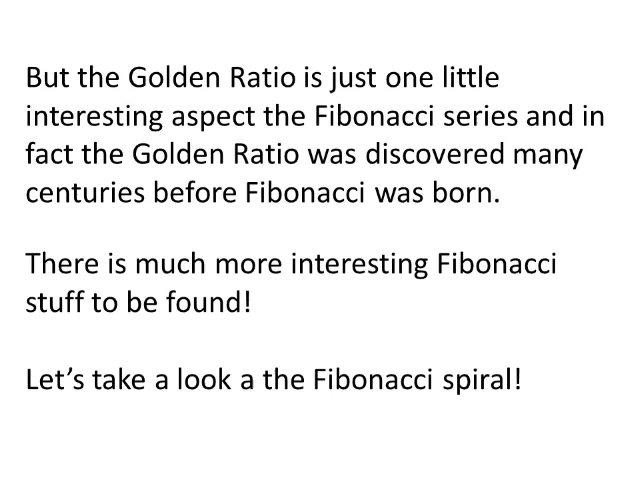 But the Golden Ratio is just one little
interesting aspect the Fibonacci series and in
fact the Golden Ratio was discovered many
centuries before Fibonacci was born.
There is much more interesting Fibonacci
stuff to be found!
Let’s take a look a the Fibonacci spiral!